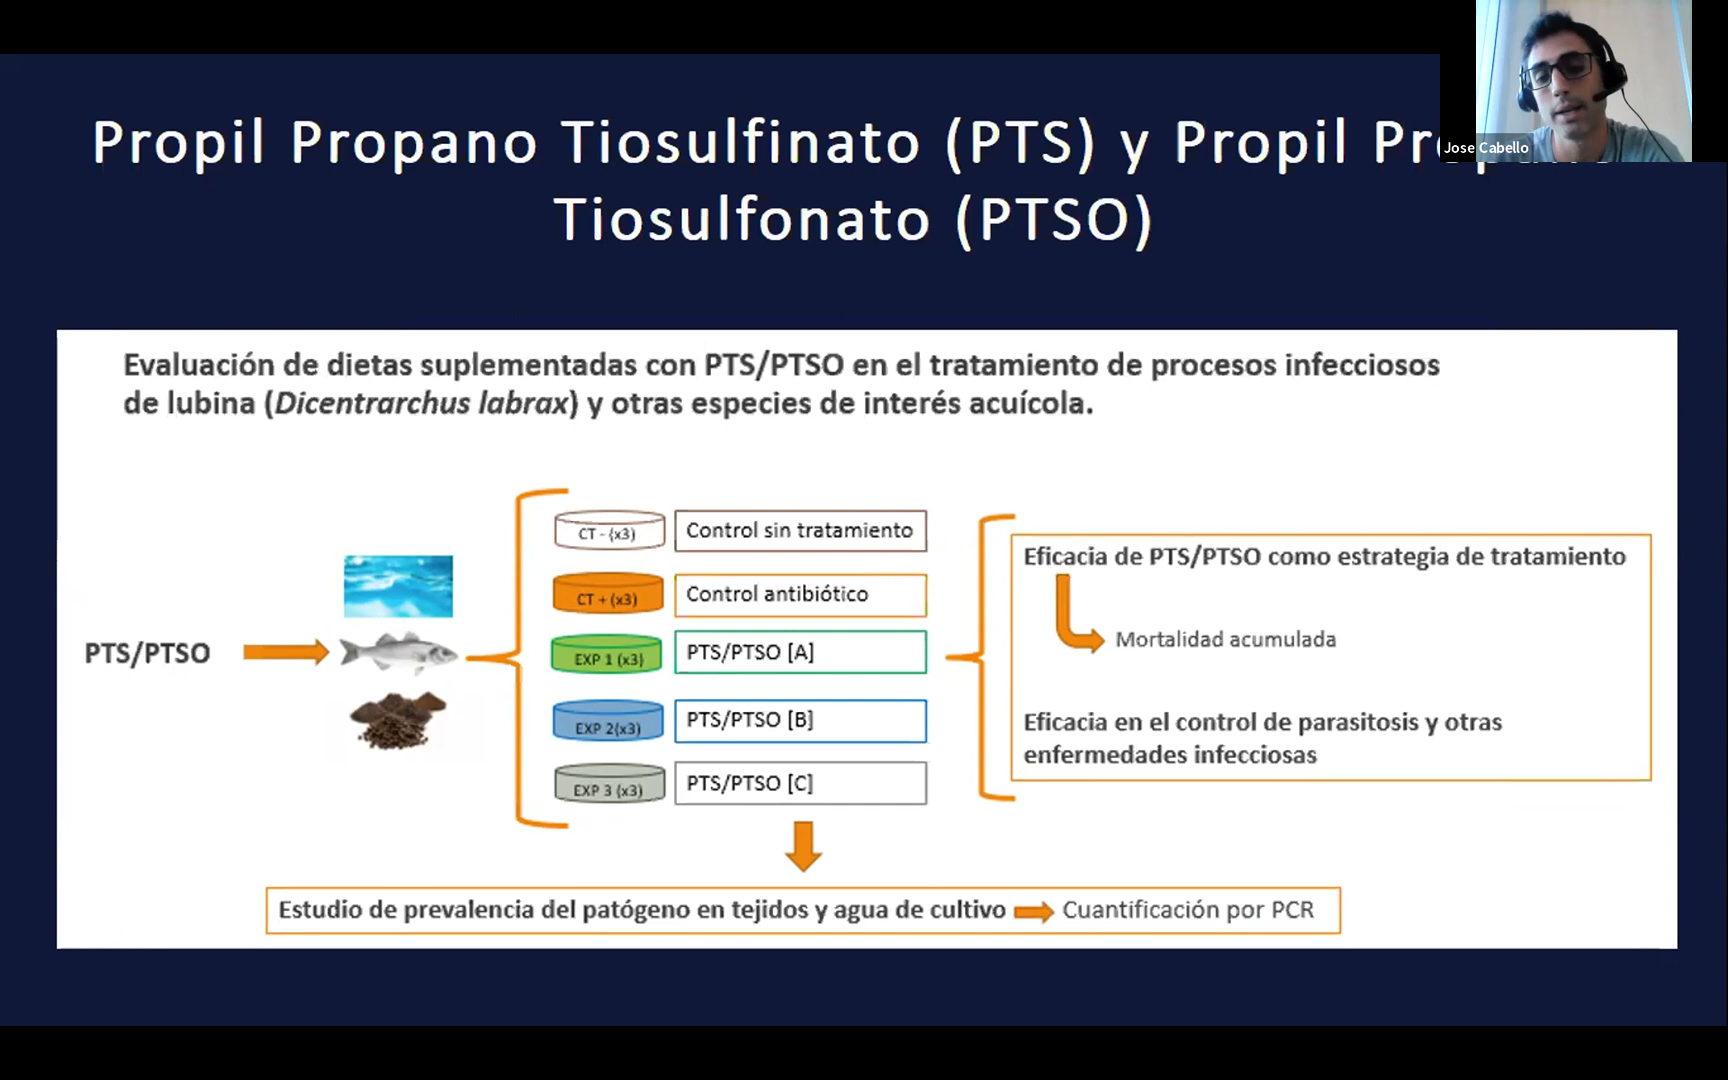 Propil Propano Tiosulfinato (PTS) y Propil
Tiosulfonato (PTSO)
Jose Cabello
Evaluación de dietas suplementadas con PTS/PTSO en el tratamiento de procesos infecciosos
de lubina (Dicentrarchus labrax) y otras especies de interés acuícola.
PTS/PTSO
CT - (x3) Control sin tratamiento
CT + (x3) Control antibiótico
EXP 1 (x3) PTS/PTSO [A]
EXP 2(x3) PTS/PTSO [B]
EXP 3 (x3) PTS/PTSO [C]
Eficacia de PTS/PTSO como estrategia de tratamiento
Mortalidad acumulada
Eficacia en el control de parasitosis y otras
enfermedades infecciosas
Estudio de prevalencia del patógeno en tejidos y agua de cultivo Cuantificación por PCR